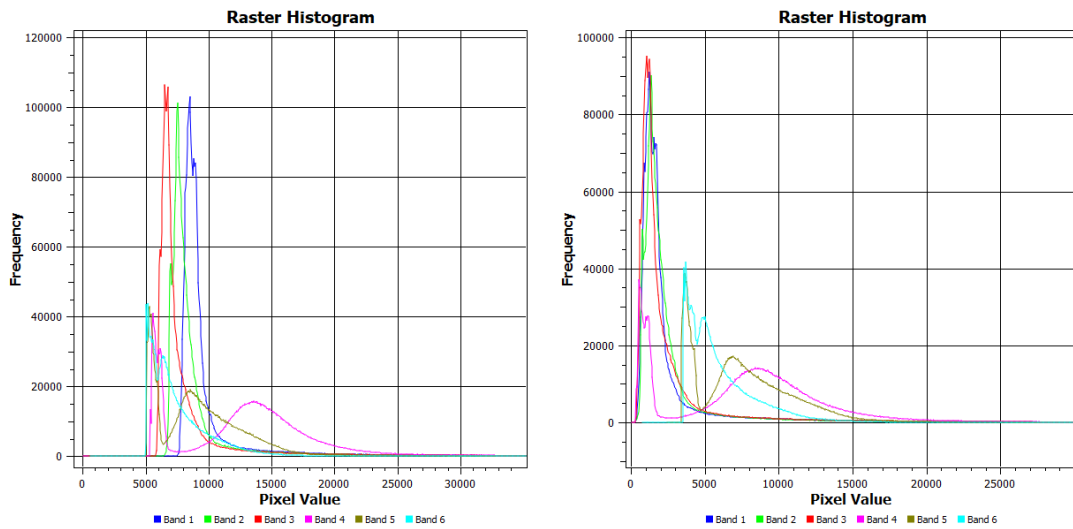 Raster Histogram
120000
100000
80000
60000
40000
20000
0
Frequency
0 5000 10000 15000 20000 25000 30000
Pixel Value
Band 1 Band 2 Band 3 Band 4 Band 5 Band 6
Raster Histogram
100000
80000
60000
40000
20000
0
Frequency
0 5000 10000 15000 20000 25000
Pixel Value
Band 1 Band 2 Band 3 Band 4 Band 5 Band 6